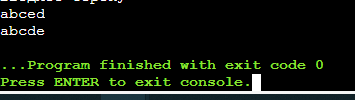 abced
abcde
...Program finished with exit code 0
Press ENTER to exit console.